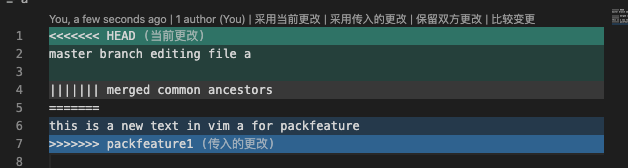 a
You, a few seconds ago | 1 author (You) | 采用当前更改 | 采用传入的更改 | 保留双方更改 | 比较变更
1 <<<<<<< HEAD (当前更改)
2 master branch editing file a
3
4 ||||||| merged common ancestors
5 =======
6 this is a new text in vim a for packfeature
7 >>>>>>> packfeature1 (传入的更改)
8